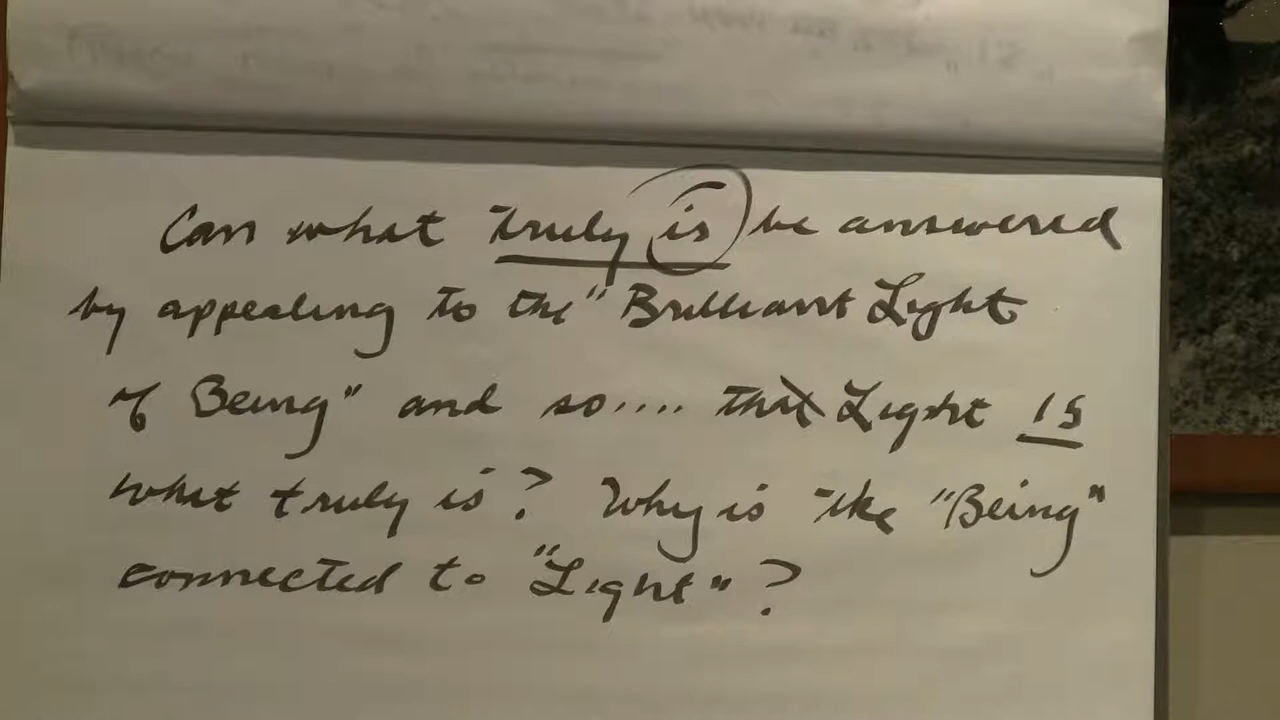 Can what truly is be answered
by appealing to the "Brilliant Light
of Being" and so.... that Light IS
what truly is? Why is the "Being"
connected to "Light"?